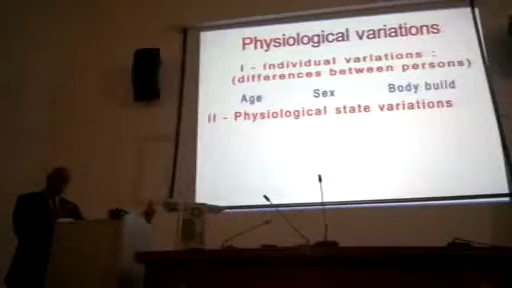 Physiological variations
I - individual variations :
(differences between persons)
Age Sex Body build
II - Physiological state variations